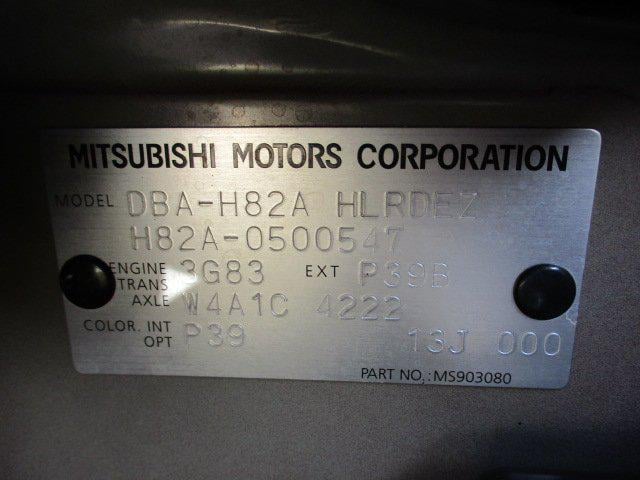 MITSUBISHI MOTORS CORPORATION
MODEL DBA-H82A HLRDEZ
H82A-0500547
ENGINE 3G83 EXT P39B
TRANS
AXLE W4A1C 4222
COLOR. INT P39
OPT 13J 000
PART NO,:MS903080